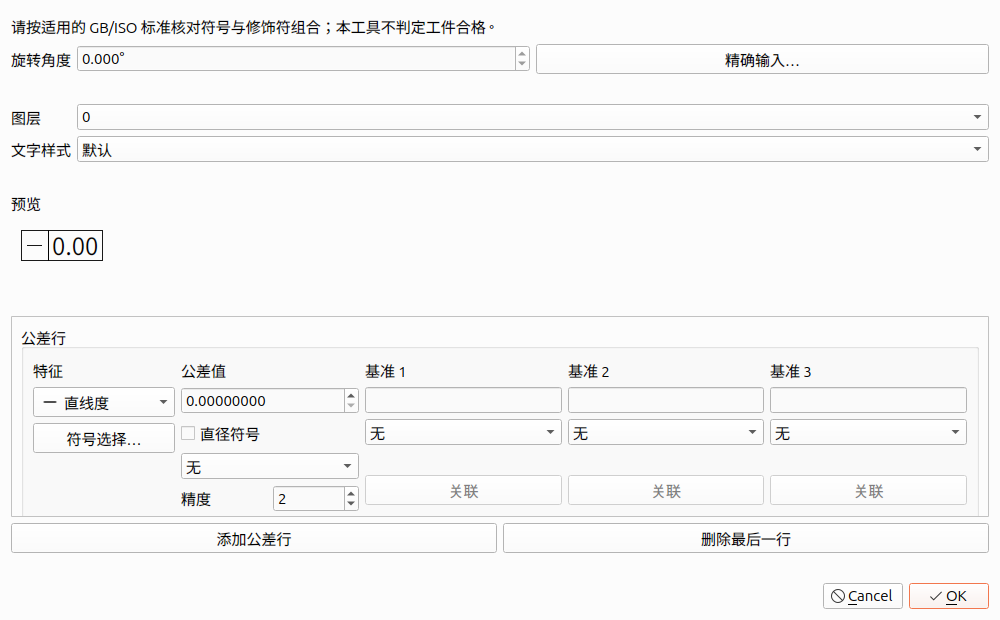 请按适用的 GB/ISO 标准核对符号与修饰符组合；本工具不判定工件合格。
旋转角度 0.000° 精确输入...
图层 0
文字样式 默认
预览
— 0.00
公差行
特征 公差值 基准 1 基准 2 基准 3
— 直线度 0.00000000
符号选择... 直径符号 无 无 无
无
精度 2 关联 关联 关联
添加公差行 删除最后一行
Cancel OK